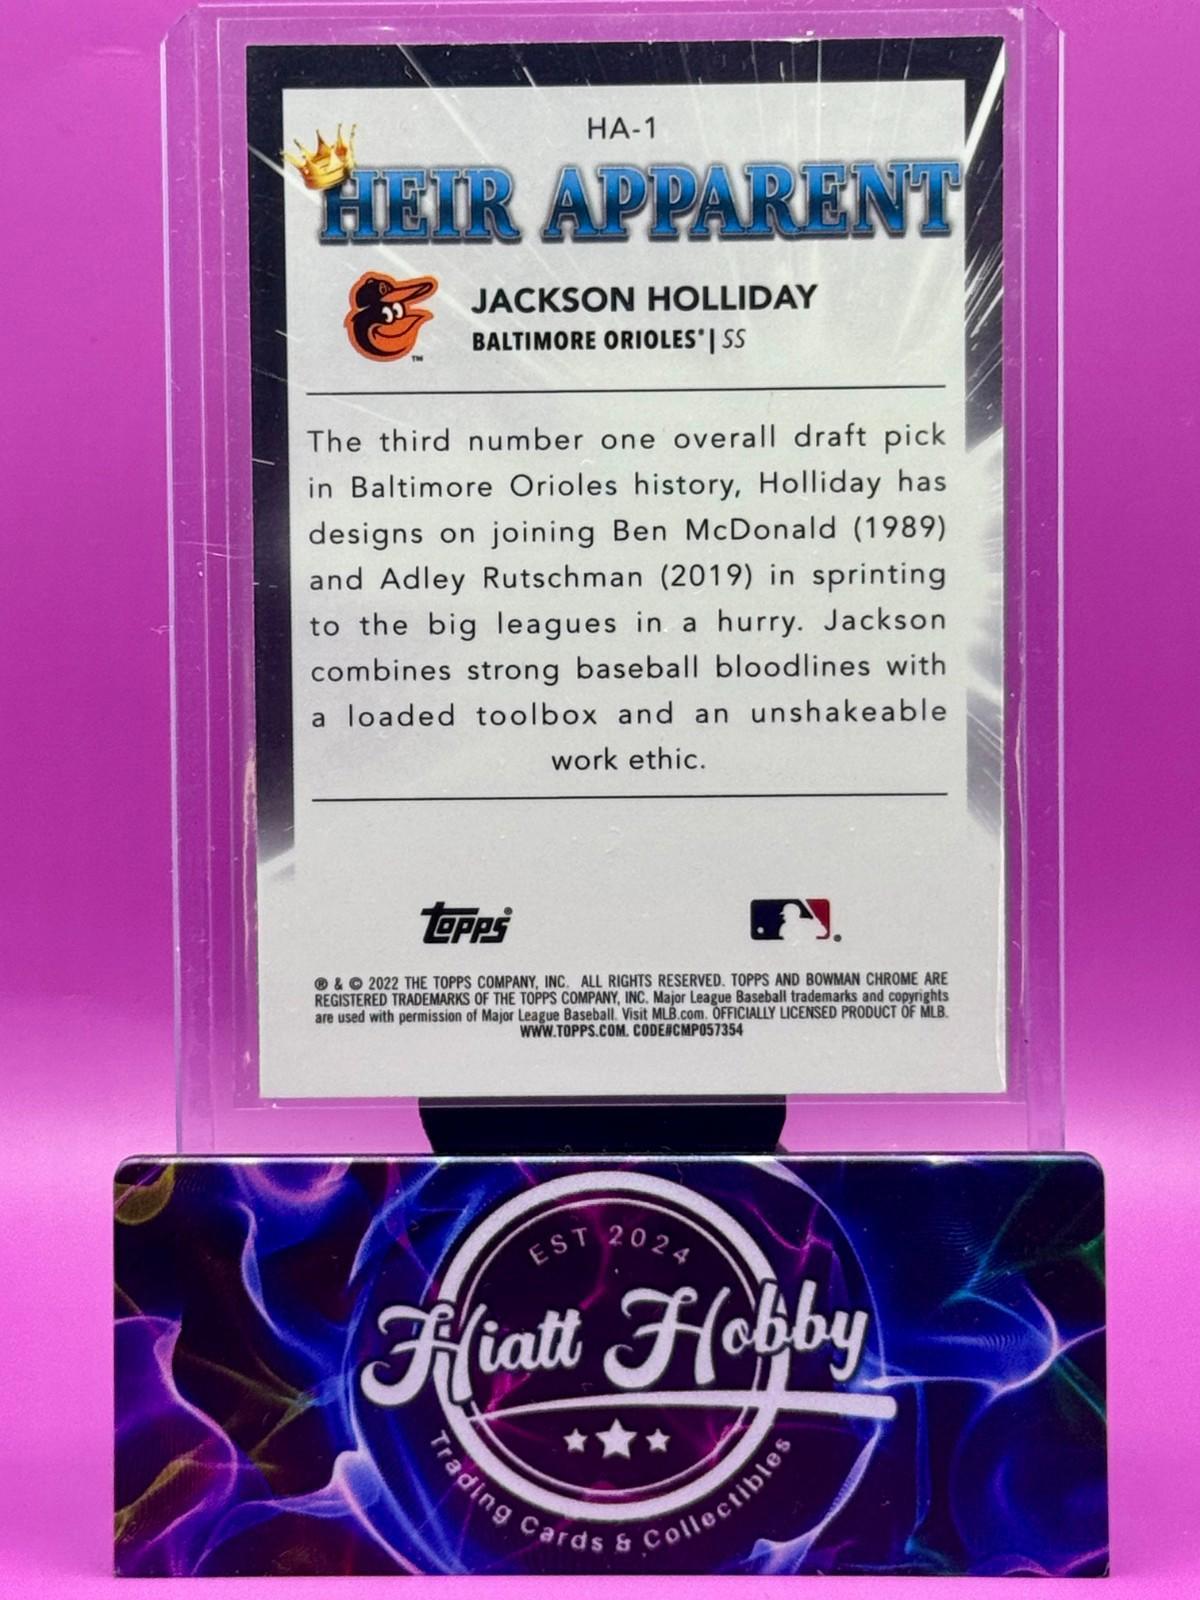 HA-1
HEIR APPARENT
JACKSON HOLLIDAY
BALTIMORE ORIOLES® | SS
™
The third number one overall draft pick
in Baltimore Orioles history, Holliday has
designs on joining Ben McDonald (1989)
and Adley Rutschman (2019) in sprinting
to the big leagues in a hurry. Jackson
combines strong baseball bloodlines with
a loaded toolbox and an unshakeable
work ethic.
Topps®
®
® & © 2022 THE TOPPS COMPANY, INC. ALL RIGHTS RESERVED. TOPPS AND BOWMAN CHROME ARE
REGISTERED TRADEMARKS OF THE TOPPS COMPANY, INC. Major League Baseball trademarks and copyrights
are used with permission of Major League Baseball. Visit MLB.com. OFFICIALLY LICENSED PRODUCT OF MLB.
WWW.TOPPS.COM. CODE#CMP057354
EST 2024
Hiatt Hobby
Trading Cards & Collectibles